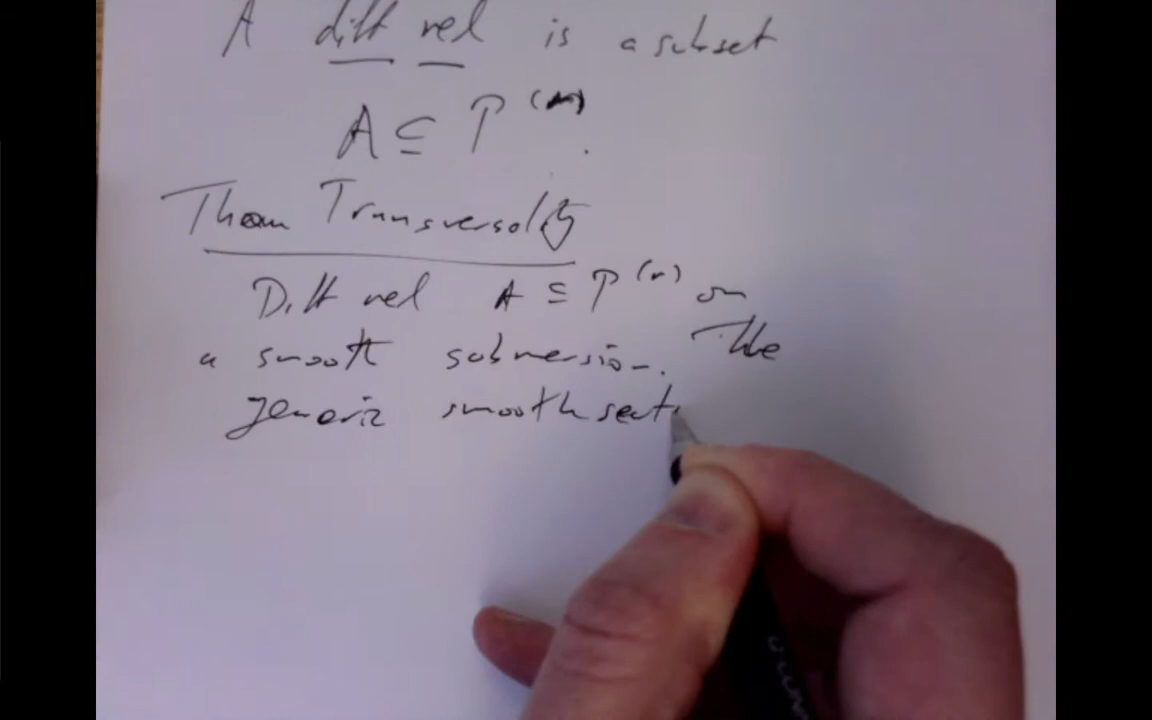 A diff rel is a subset
A ⊆ P^(r).
Thom Transversality
Diff rel A ⊆ P^(r) on
a smooth submersion. The
generic smooth secti